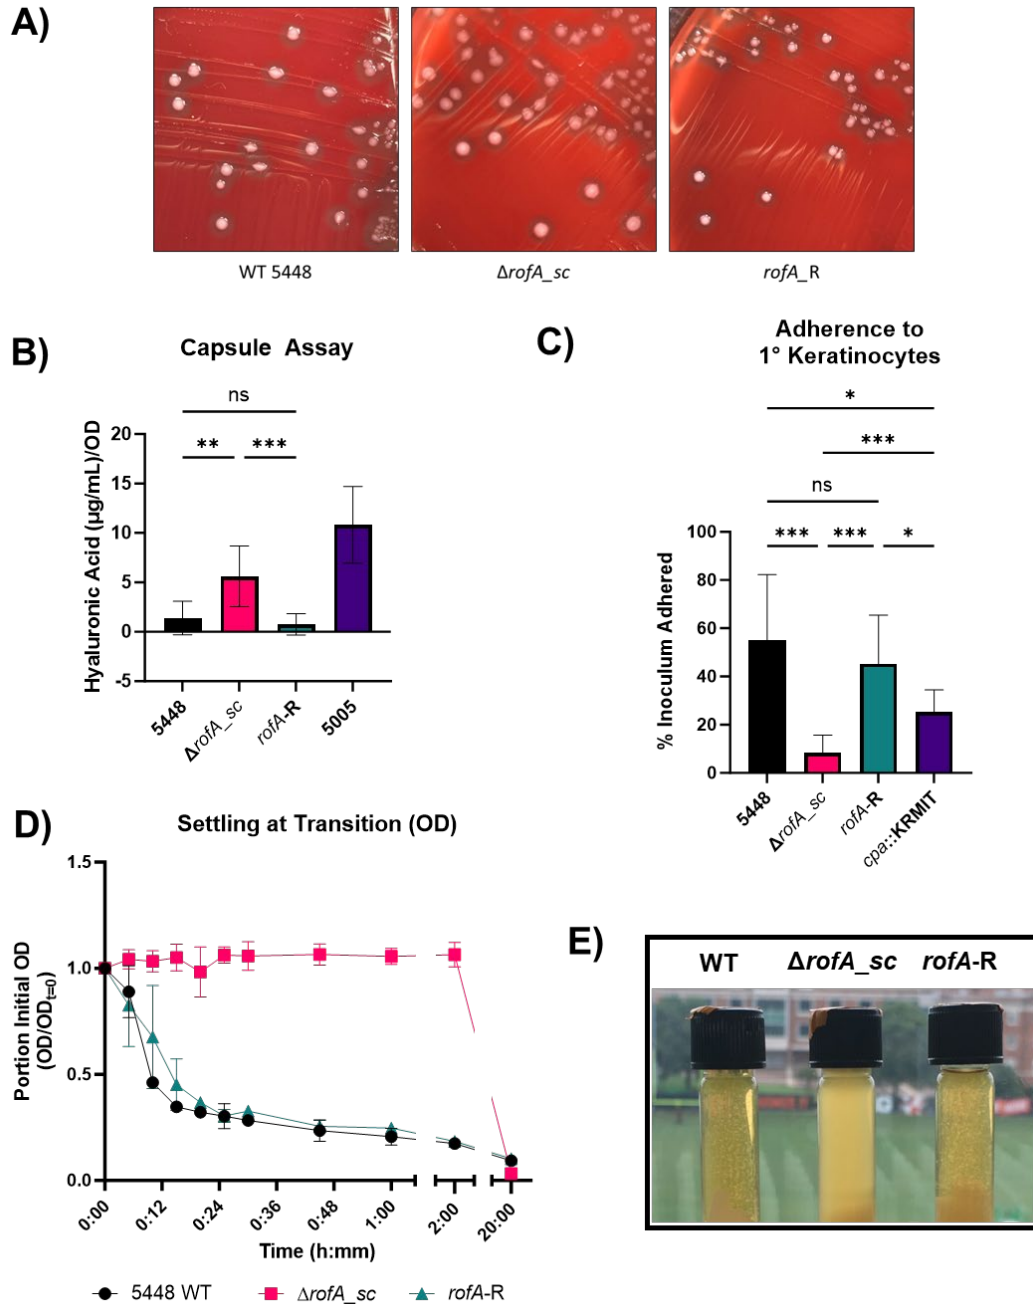 A)
WT 5448
ΔrofA_sc
rofA_R
B)
Capsule Assay
ns
** ***
Hyaluronic Acid (µg/mL)/OD
20
15
10
5
0
-5
5448
ΔrofA_sc
rofA-R
5005
C)
Adherence to
1° Keratinocytes
*
***
ns
*** *** *
% Inoculum Adhered
100
80
60
40
20
0
5448
ΔrofA_sc
rofA-R
cpa::KRMIT
D)
Settling at Transition (OD)
Portion Initial OD
(OD/ODt=0)
1.5
1.0
0.5
0.0
0:00
0:12
0:24
0:36
0:48
1:00
2:00
20:00
Time (h:mm)
5448 WT
ΔrofA_sc
rofA-R
E)
WT ΔrofA_sc rofA-R